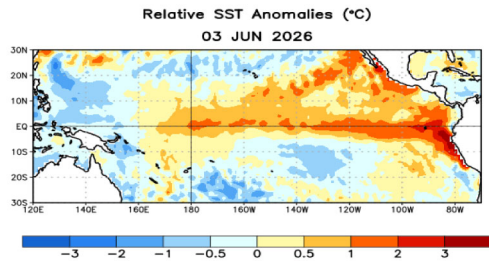 Relative SST Anomalies (°C)
03 JUN 2026
30N
20N
10N
EQ
10S
20S
30S
120E 140E 160E 180 160W 140W 120W 100W 80W
-3 -2 -1 -0.5 0 0.5 1 2 3